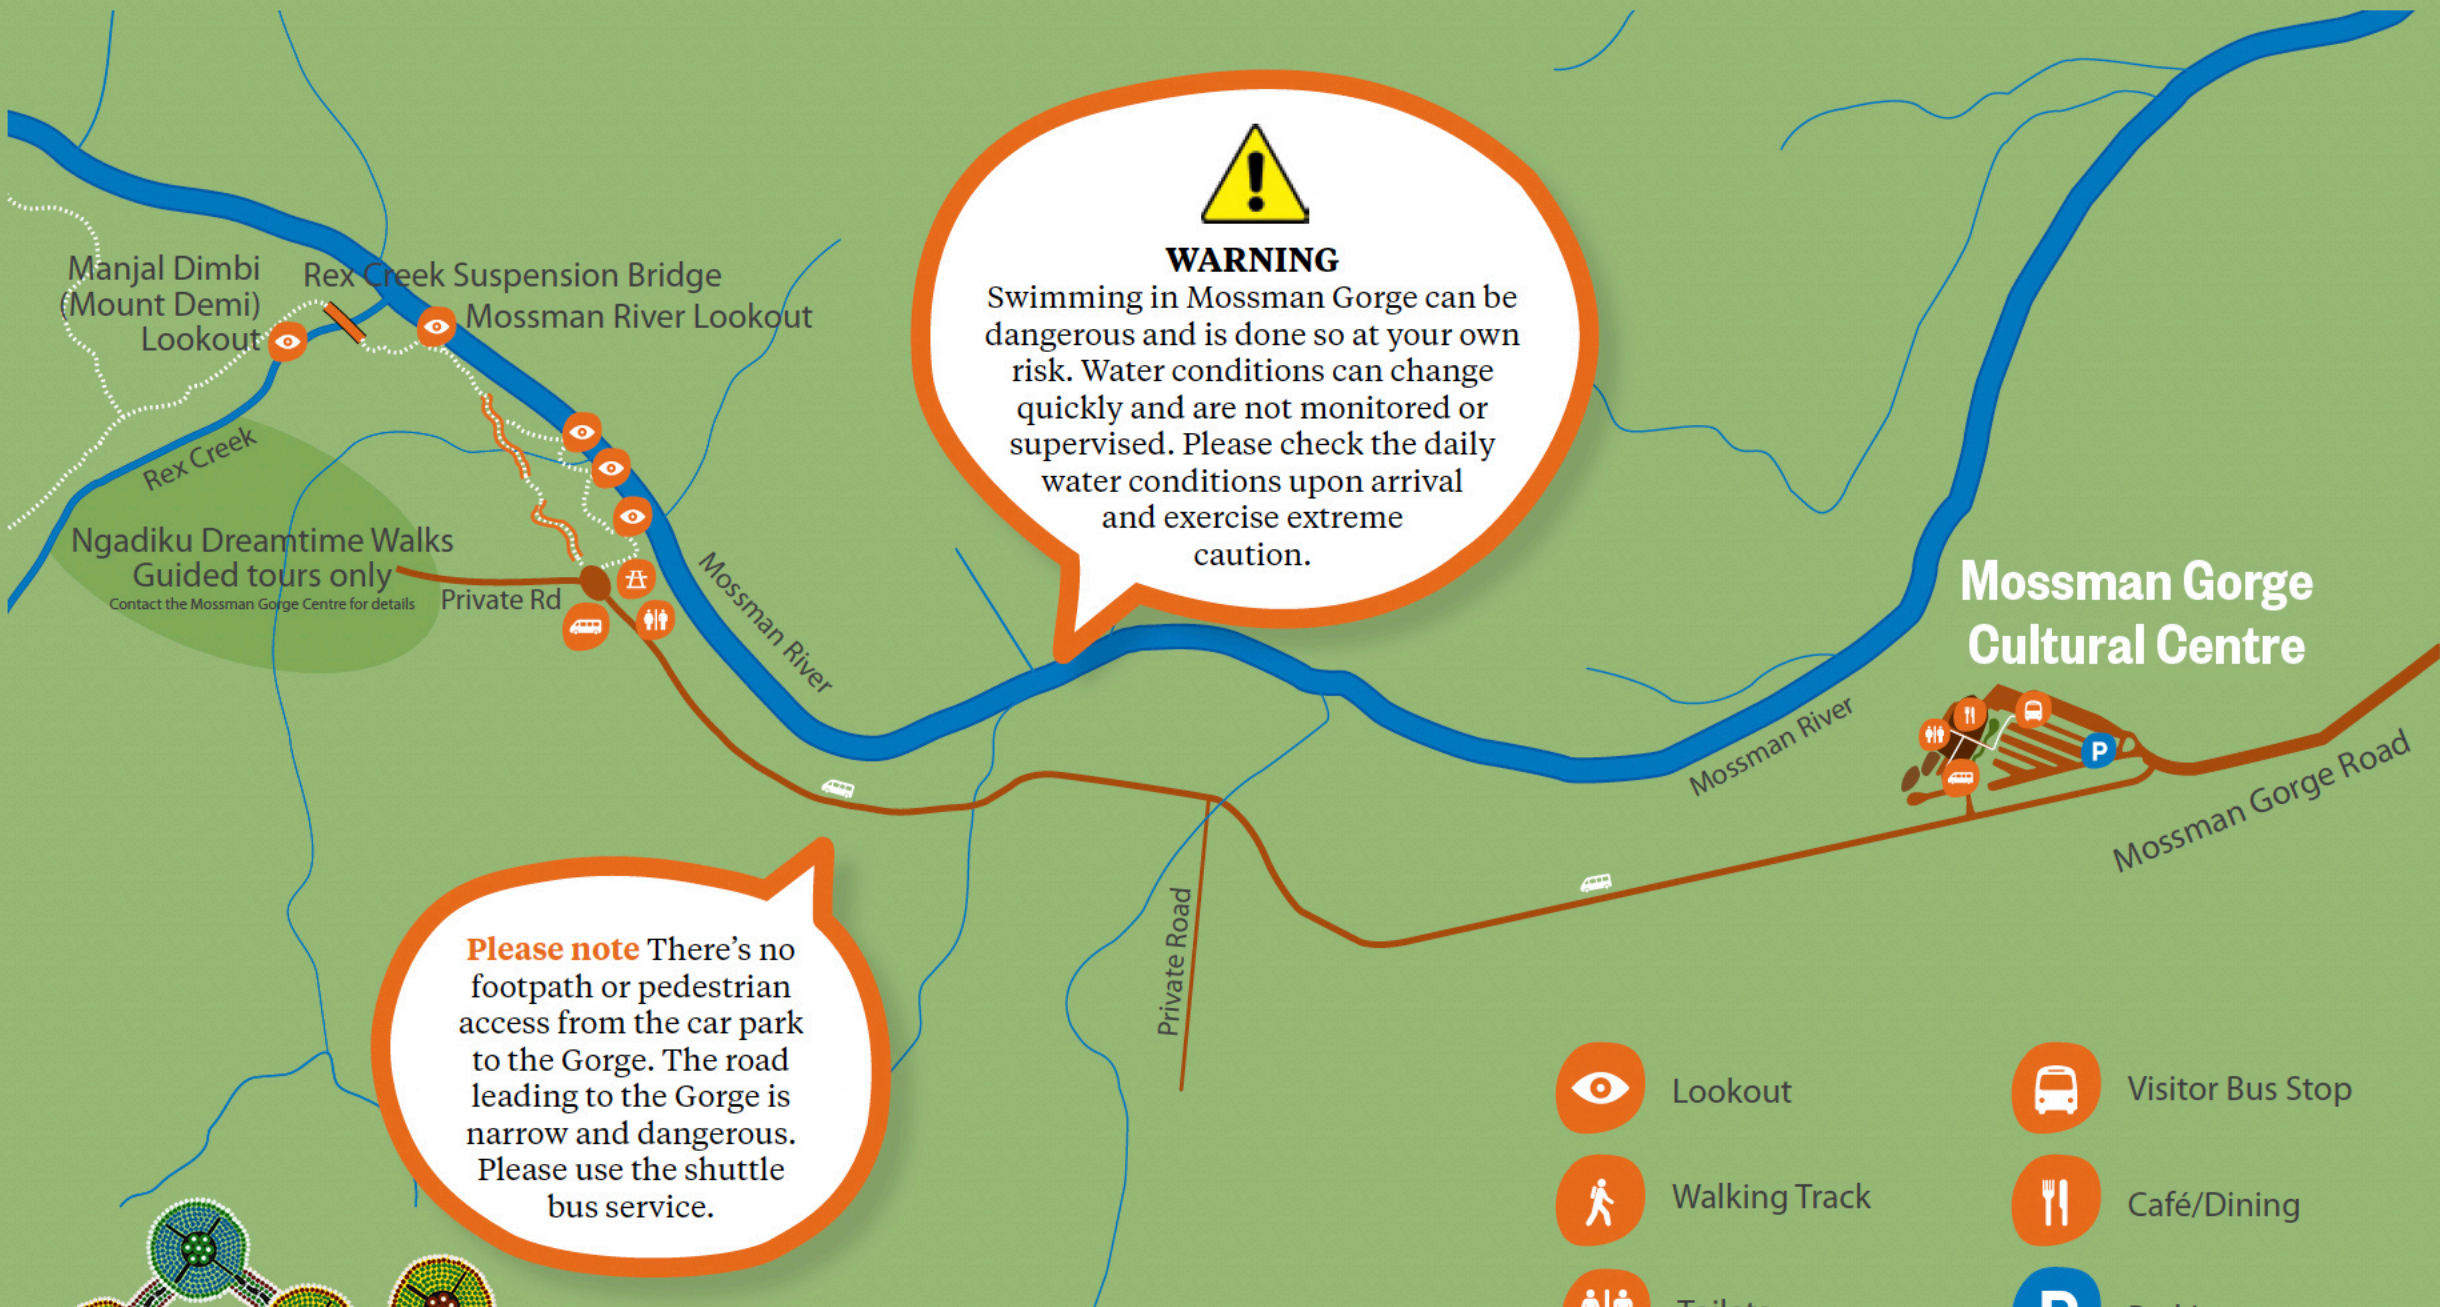 Manjal Dimbi
(Mount Demi)
Lookout
Rex Creek Suspension Bridge
Mossman River Lookout
Rex Creek
Ngadiku Dreamtime Walks
Guided tours only
Contact the Mossman Gorge Centre for details
Private Rd
Mossman River
WARNING
Swimming in Mossman Gorge can be
dangerous and is done so at your own
risk. Water conditions can change
quickly and are not monitored or
supervised. Please check the daily
water conditions upon arrival
and exercise extreme
caution.
Mossman Gorge
Cultural Centre
P
Mossman River
Mossman Gorge Road
Private Road
Please note There's no
footpath or pedestrian
access from the car park
to the Gorge. The road
leading to the Gorge is
narrow and dangerous.
Please use the shuttle
bus service.
Lookout
Visitor Bus Stop
Walking Track
Café/Dining